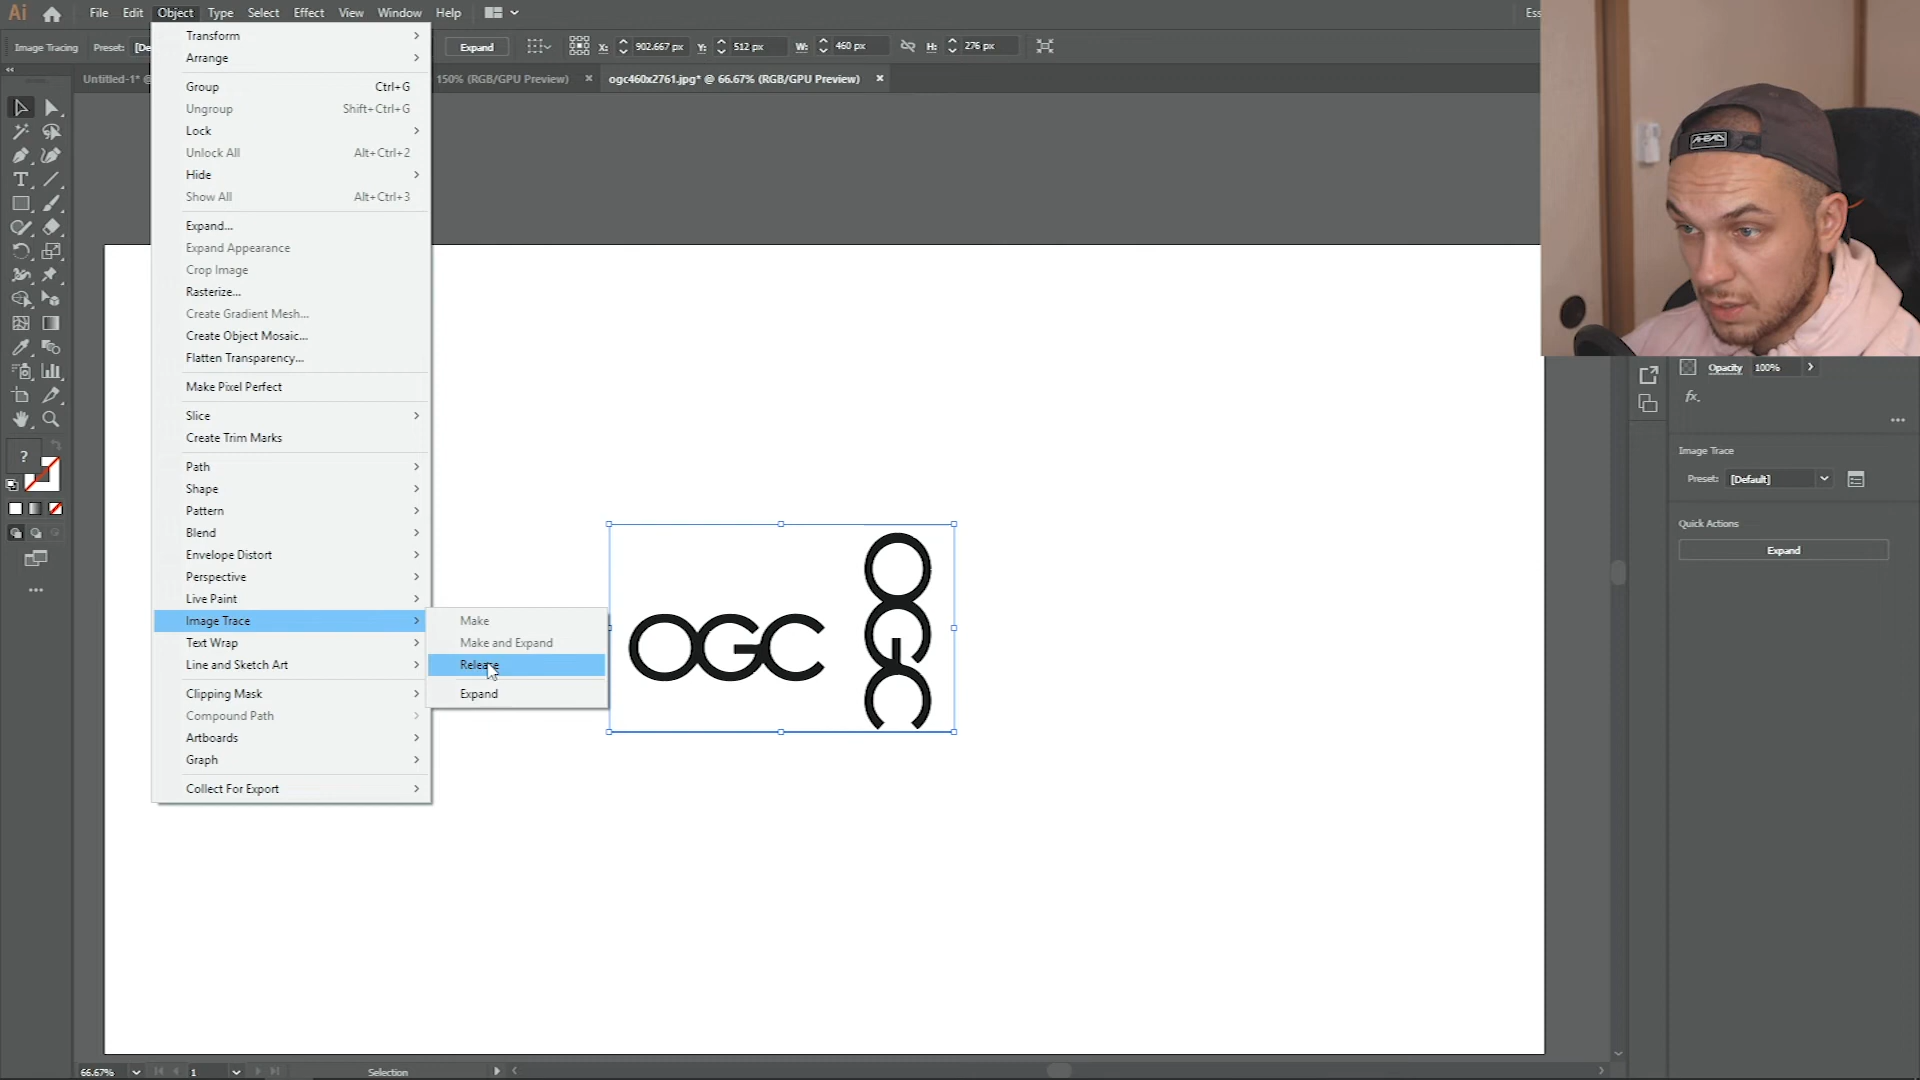 Ai File Edit Object Type Select Effect View Window Help
Image Tracing Preset: [De Expand X: 902.667 px Y: 512 px W: 460 px H: 276 px
Untitled-1* @ 150% (RGB/GPU Preview) × ogc460x2761.jpg* @ 66.67% (RGB/GPU Preview) ×
Ess
Transform
Arrange
Group Ctrl+G
Ungroup Shift+Ctrl+G
Lock
Unlock All Alt+Ctrl+2
Hide
Show All Alt+Ctrl+3
Expand...
Expand Appearance
Crop Image
Rasterize...
Create Gradient Mesh...
Create Object Mosaic...
Flatten Transparency...
Make Pixel Perfect
Slice
Create Trim Marks
Path
Shape
Pattern
Blend
Envelope Distort
Perspective
Live Paint
Image Trace
Text Wrap
Line and Sketch Art
Clipping Mask
Compound Path
Artboards
Graph
Collect For Export
Make
Make and Expand
Release
Expand
?
OGC
OGC
AHEAD
Opacity 100%
fx.
Image Trace
Preset: [Default]
Quick Actions
Expand
66.67% 1 Selection